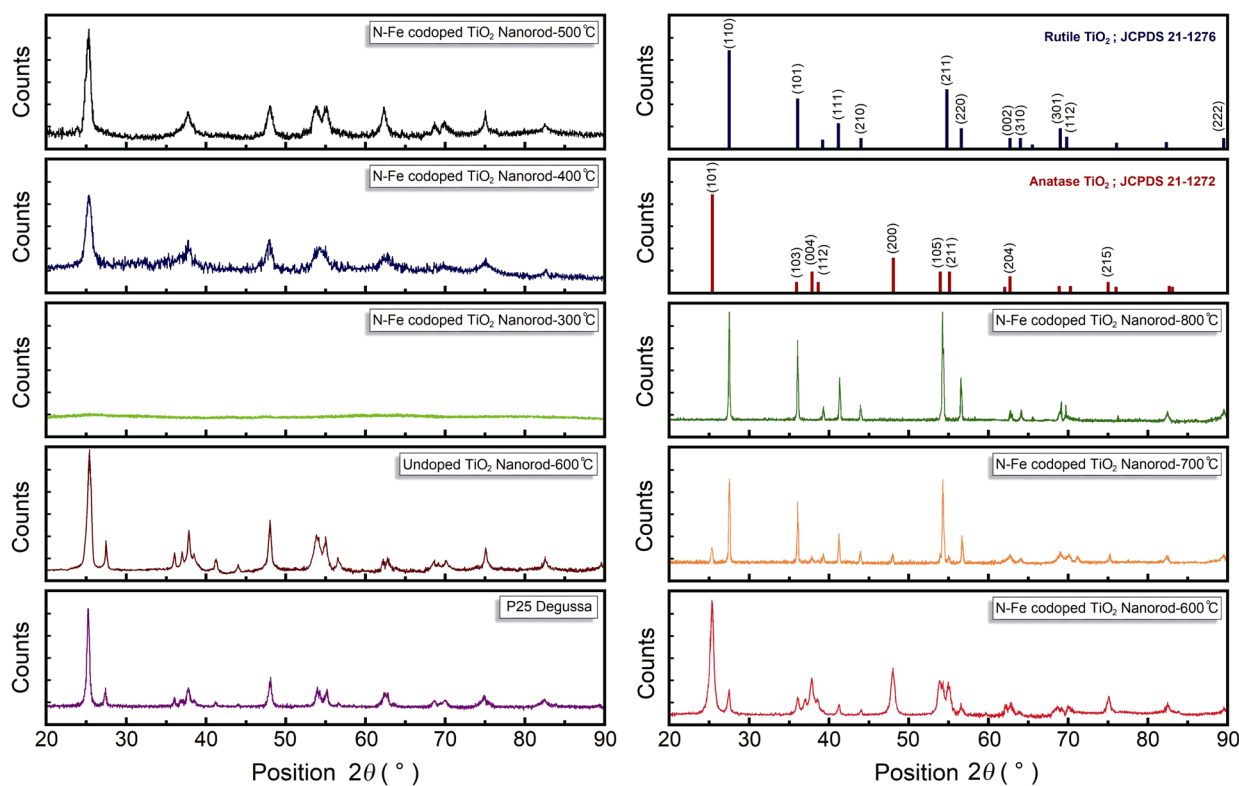 N-Fe codoped TiO₂ Nanorod-500℃
Counts
N-Fe codoped TiO₂ Nanorod-400℃
Counts
N-Fe codoped TiO₂ Nanorod-300℃
Counts
Undoped TiO₂ Nanorod-600℃
Counts
P25 Degussa
Counts
20 30 40 50 60 70 80 90
Position 2θ ( ° )
Rutile TiO₂ ; JCPDS 21-1276
(110) (101) (111) (210) (211) (220) (002) (310) (301) (112) (222)
Counts
Anatase TiO₂ ; JCPDS 21-1272
(101) (103) (004) (112) (200) (105) (211) (204) (215)
Counts
N-Fe codoped TiO₂ Nanorod-800℃
Counts
N-Fe codoped TiO₂ Nanorod-700℃
Counts
N-Fe codoped TiO₂ Nanorod-600℃
Counts
20 30 40 50 60 70 80 90
Position 2θ ( ° )